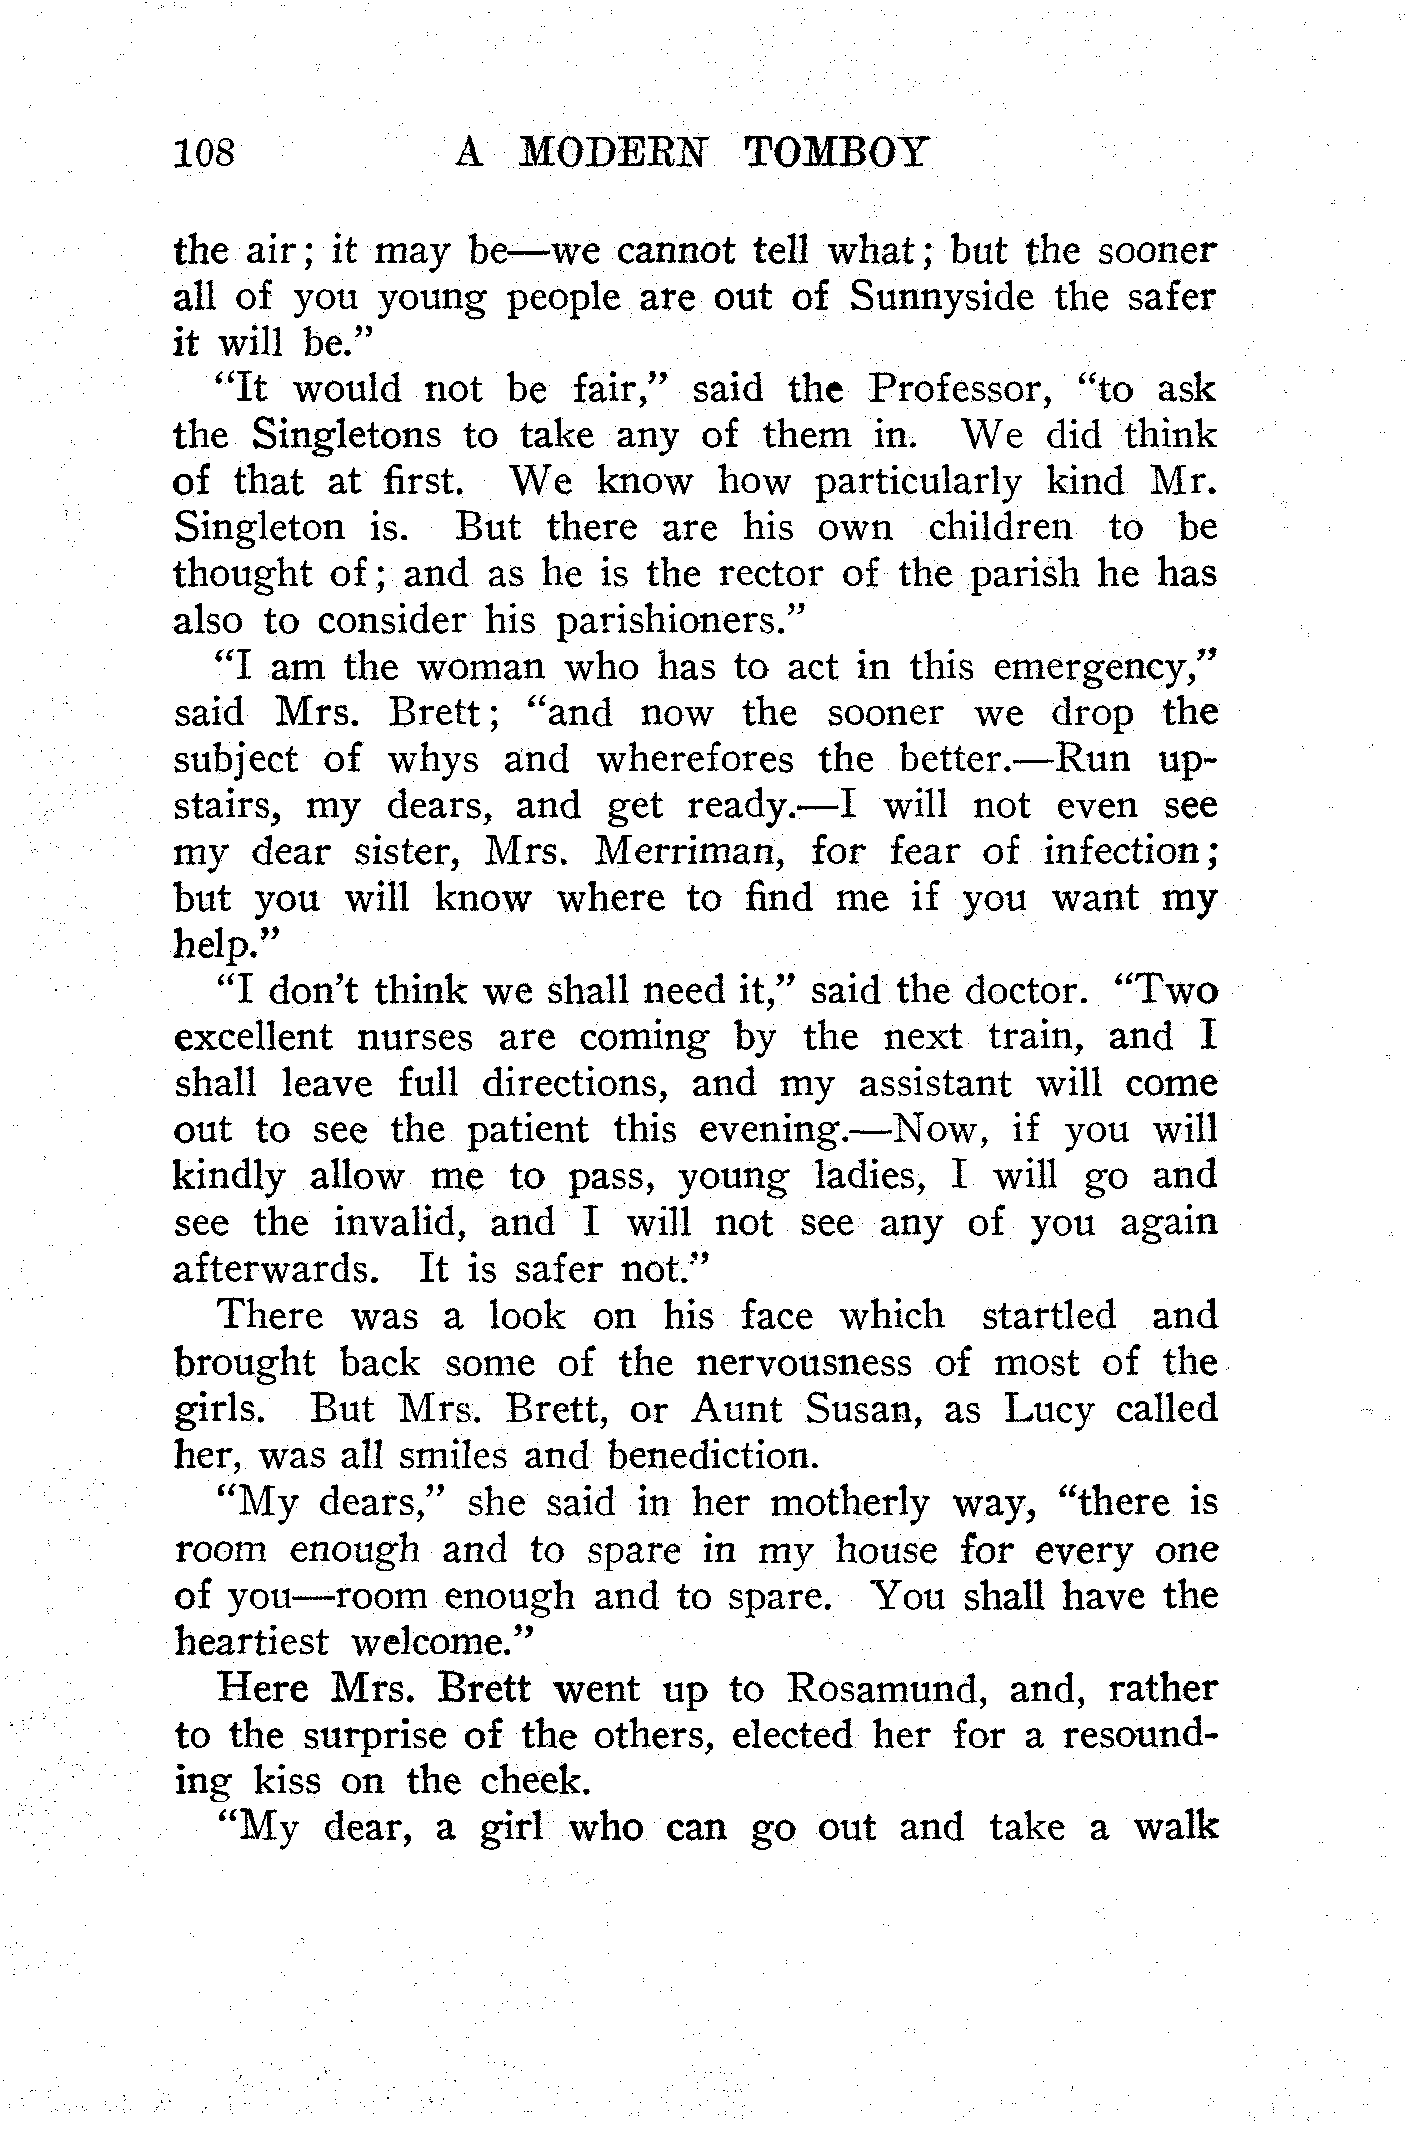 108 A MODERN TOMBOY
the air; it may be—we cannot tell what; but the sooner
all of you young people are out of Sunnyside the safer
it will be.”
“It would not be fair,” said the Professor, “to ask
the Singletons to take any of them in. We did think
of that at first. We know how particularly kind Mr.
Singleton is. But there are his own children to be
thought of; and as he is the rector of the parish he has
also to consider his parishioners.”
“I am the woman who has to act in this emergency,”
said Mrs. Brett; “and now the sooner we drop the
subject of whys and wherefores the better.—Run up-
stairs, my dears, and get ready.—I will not even see
my dear sister, Mrs. Merriman, for fear of infection;
but you will know where to find me if you want my
help.”
“I don’t think we shall need it,” said the doctor. “Two
excellent nurses are coming by the next train, and I
shall leave full directions, and my assistant will come
out to see the patient this evening.—Now, if you will
kindly allow me to pass, young ladies, I will go and
see the invalid, and I will not see any of you again
afterwards. It is safer not.”
There was a look on his face which startled and
brought back some of the nervousness of most of the
girls. But Mrs. Brett, or Aunt Susan, as Lucy called
her, was all smiles and benediction.
“My dears,” she said in her motherly way, “there is
room enough and to spare in my house for every one
of you—room enough and to spare. You shall have the
heartiest welcome.”
Here Mrs. Brett went up to Rosamund, and, rather
to the surprise of the others, elected her for a resound-
ing kiss on the cheek.
“My dear, a girl who can go out and take a walk